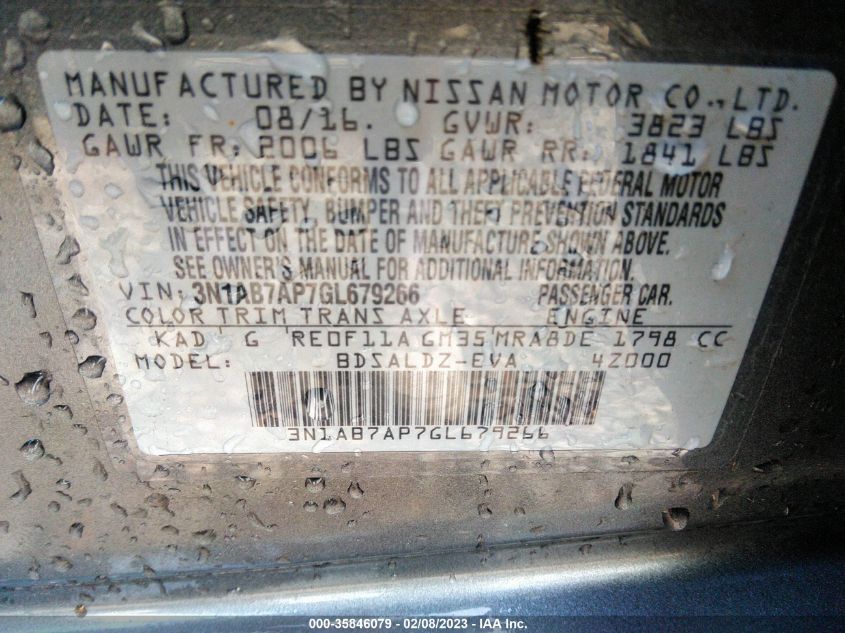 MANUFACTURED BY NISSAN MOTOR CO., LTD.
DATE: 08/16. GVWR: 3823 LBS
GAWR FR: 2006 LBS GAWR RR: 1841 LBS
THIS VEHICLE CONFORMS TO ALL APPLICABLE FEDERAL MOTOR
VEHICLE SAFETY, BUMPER AND THEFT PREVENTION STANDARDS
IN EFFECT ON THE DATE OF MANUFACTURE SHOWN ABOVE.
SEE OWNER'S MANUAL FOR ADDITIONAL INFORMATION.
VIN: 3N1AB7AP7GL679266 PASSENGER CAR.
COLOR TRIM TRANS AXLE ENGINE
KAD G RE0F11A GM35 MRA8DE 1798 CC
MODEL: BDSALDZ-EVA 4Z000
3N1AB7AP7GL679266
000-35846079 - 02/08/2023 - IAA Inc.